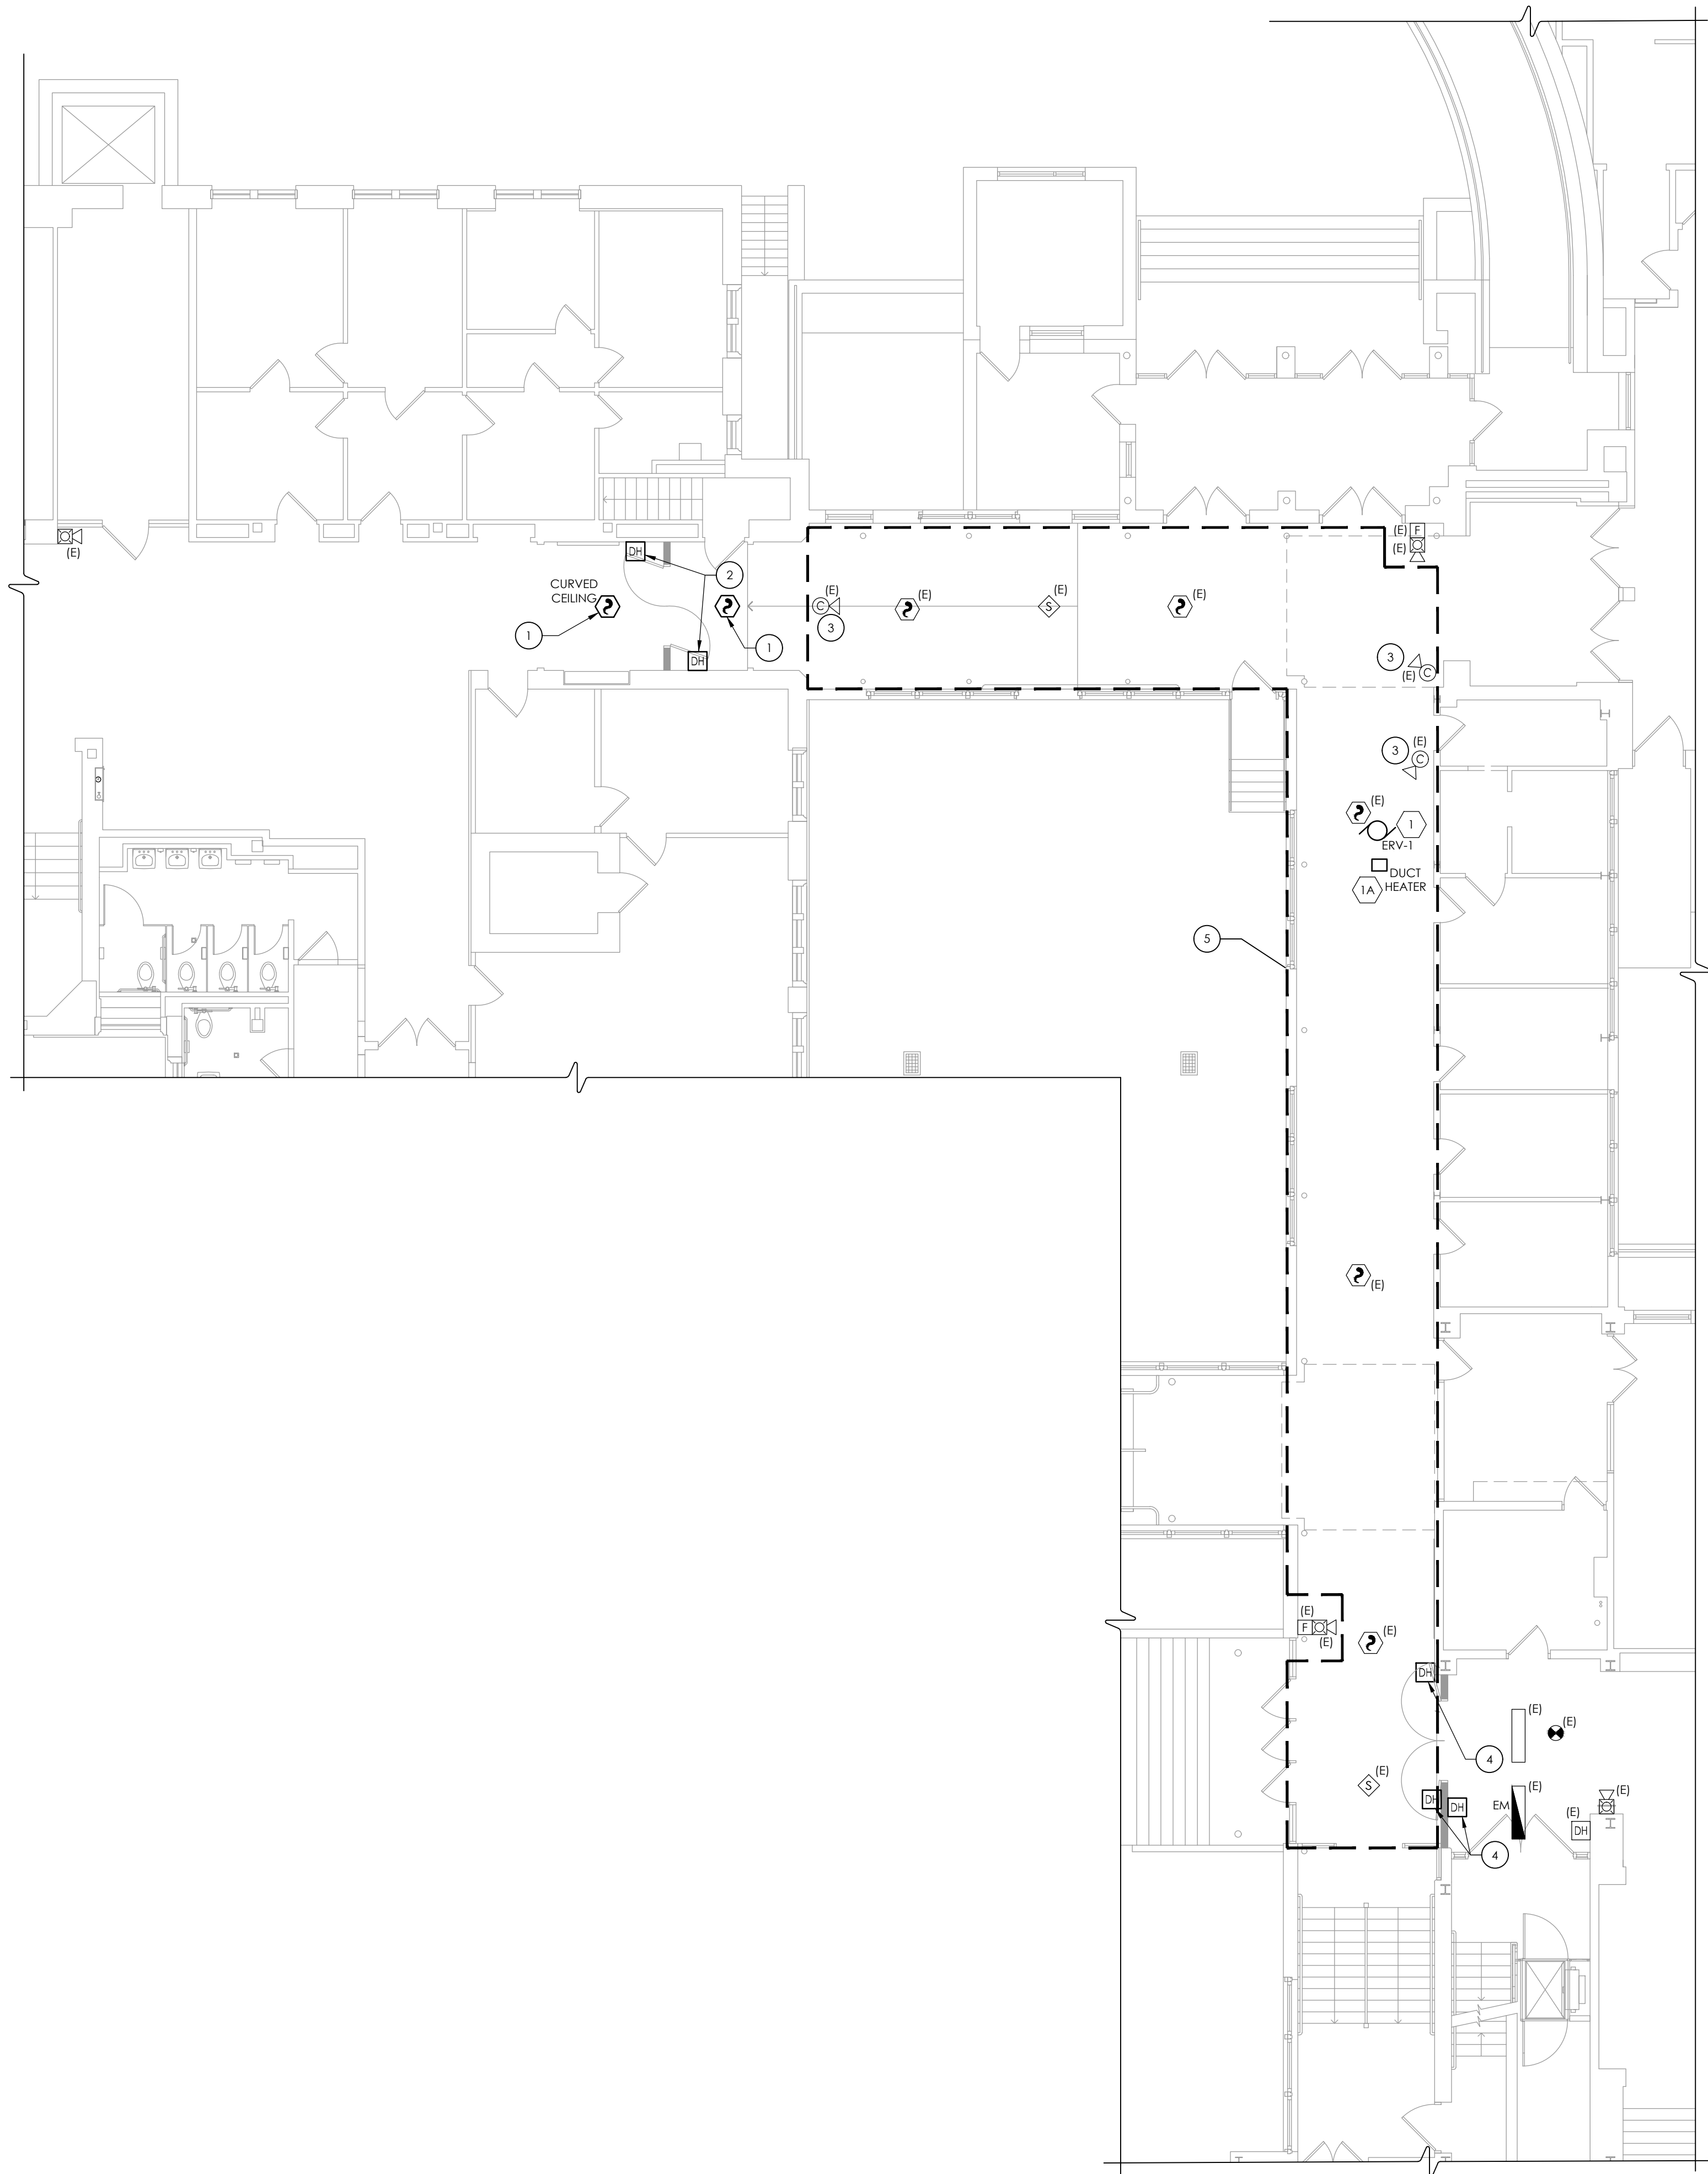 (E)
DH
CURVED
CEILING
1
2
DH
1
(E)
C
3
(E)
(E)
S
(E)
(E)
F
(E)
3
(E)
C
3
(E)
C
(E)
1
ERV-1
DUCT
HEATER
1A
5
(E)
(E)
F
(E)
(E)
DH
4
(E)
(E)
(E)
S
DH
DH
EM
(E)
(E)
(E)
DH
4